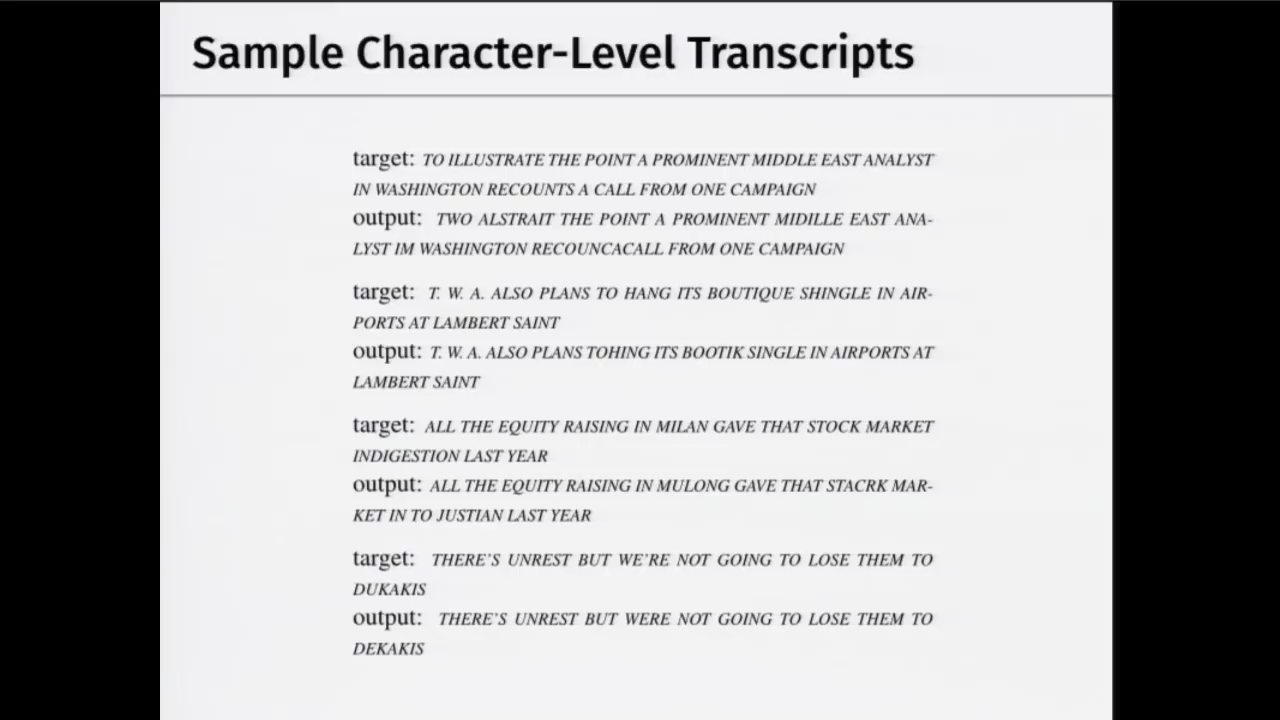 Sample Character-Level Transcripts
target: TO ILLUSTRATE THE POINT A PROMINENT MIDDLE EAST ANALYST
IN WASHINGTON RECOUNTS A CALL FROM ONE CAMPAIGN
output: TWO ALSTRAIT THE POINT A PROMINENT MIDILLE EAST ANA-
LYST IM WASHINGTON RECOUNCACALL FROM ONE CAMPAIGN
target: T. W. A. ALSO PLANS TO HANG ITS BOUTIQUE SHINGLE IN AIR-
PORTS AT LAMBERT SAINT
output: T. W. A. ALSO PLANS TOHING ITS BOOTIK SINGLE IN AIRPORTS AT
LAMBERT SAINT
target: ALL THE EQUITY RAISING IN MILAN GAVE THAT STOCK MARKET
INDIGESTION LAST YEAR
output: ALL THE EQUITY RAISING IN MULONG GAVE THAT STACRK MAR-
KET IN TO JUSTIAN LAST YEAR
target: THERE'S UNREST BUT WE'RE NOT GOING TO LOSE THEM TO
DUKAKIS
output: THERE'S UNREST BUT WERE NOT GOING TO LOSE THEM TO
DEKAKIS